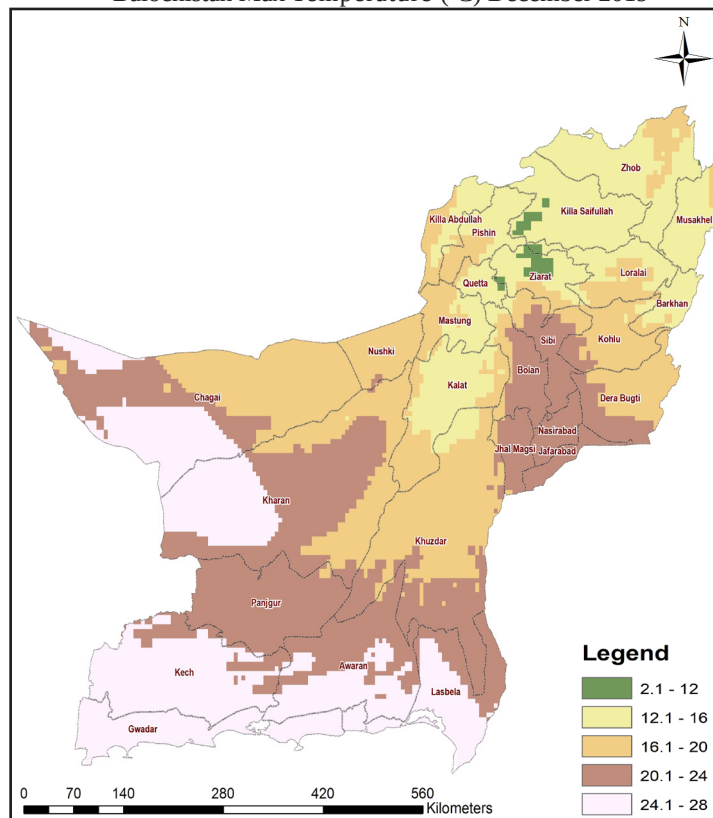 Balochistan Max Temperature (°C) December 2018
N
Zhob
Killa Saifullah
Killa Abdullah
Musakhel
Pishin
Loralai
Ziarat
Quetta
Barkhan
Mastung
Sibi
Kohlu
Nushki
Bolan
Kalat
Chagai
Dera Bugti
Nasirabad
Jhal Magsi
Jafarabad
Kharan
Khuzdar
Panjgur
Awaran
Kech
Lasbela
Gwadar
Legend
2.1 - 12
12.1 - 16
16.1 - 20
20.1 - 24
24.1 - 28
0 70 140 280 420 560
Kilometers